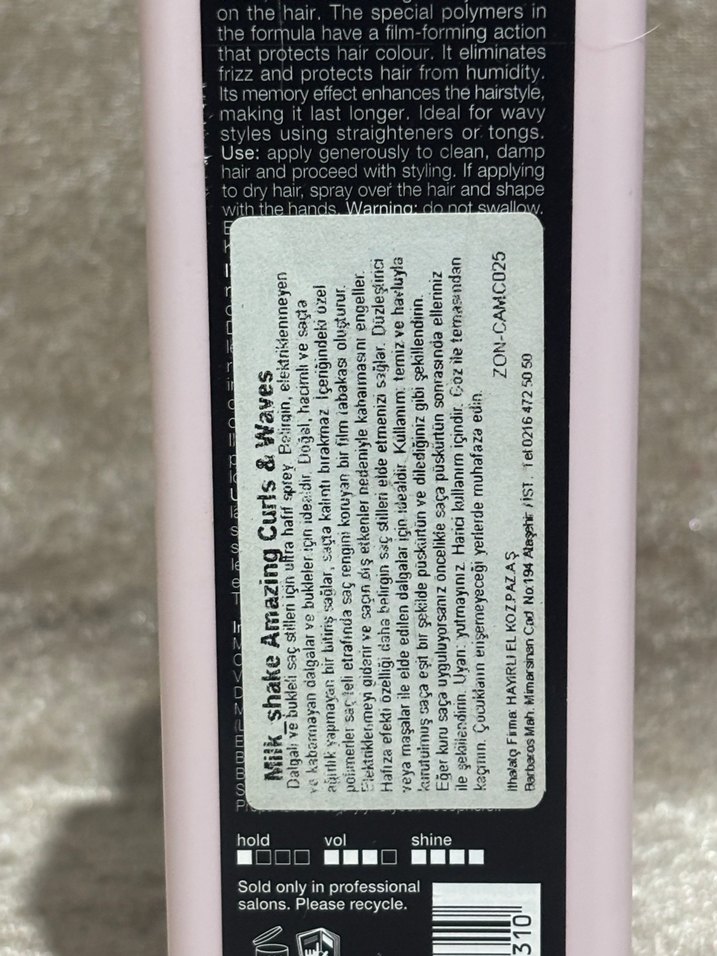 on the hair. The special polymers in
the formula have a film-forming action
that protects hair colour. It eliminates
frizz and protects hair from humidity.
Its memory effect enhances the hairstyle,
making it last longer. Ideal for wavy
styles using straighteners or tongs.
Use: apply generously to clean, damp
hair and proceed with styling. If applying
to dry hair, spray over the hair and shape
with the hands. Warning: do not swallow.
Milk_shake Amazing Curls & Waves
Dalgalı ve bukleli saç stilleri için ultra hafif sprey. Belirgin, elektriklenmeyen
ve kabarmayan dalgalar ve bukleler için idealdir. Doğal, hacimli ve saçta
ağırlık yapmayan bir bitiriş sağlar, saçta kalıntı bırakmaz. İçeriğindeki özel
polimerler saç teli etrafında saç rengini koruyan bir film tabakası oluşturur.
Elektriklenmeyi giderir ve saçın dış etkenler nedeniyle kabarmasını engeller.
Hafıza efekti özelliği daha belirgin saç stilleri elde etmenizi sağlar. Düzleştirici
veya maşalar ile elde edilen dalgalar için idealdir. Kullanım: temiz ve havluyla
kurutulmuş saça eşit bir şekilde püskürtün ve dilediğiniz gibi şekillendirin.
Eğer kuru saça uyguluyorsanız öncelikle saça püskürtün sonrasında elleriniz
ile şekillendirin. Uyarı: yutmayınız. Harici kullanım içindir. Göz ile temasından
kaçının. Çocukların erişemeyeceği yerlerde muhafaza edin.
ZON-CAMC025
İthalatçı Firma: HAYIRLI EL KOZ.PAZ.A.Ş
Barbaros Mah. Mimarsinan Cad. No:194 Ataşehir / İST. Tel:0216 472 50 50
hold vol shine
Sold only in professional
salons. Please recycle.
310